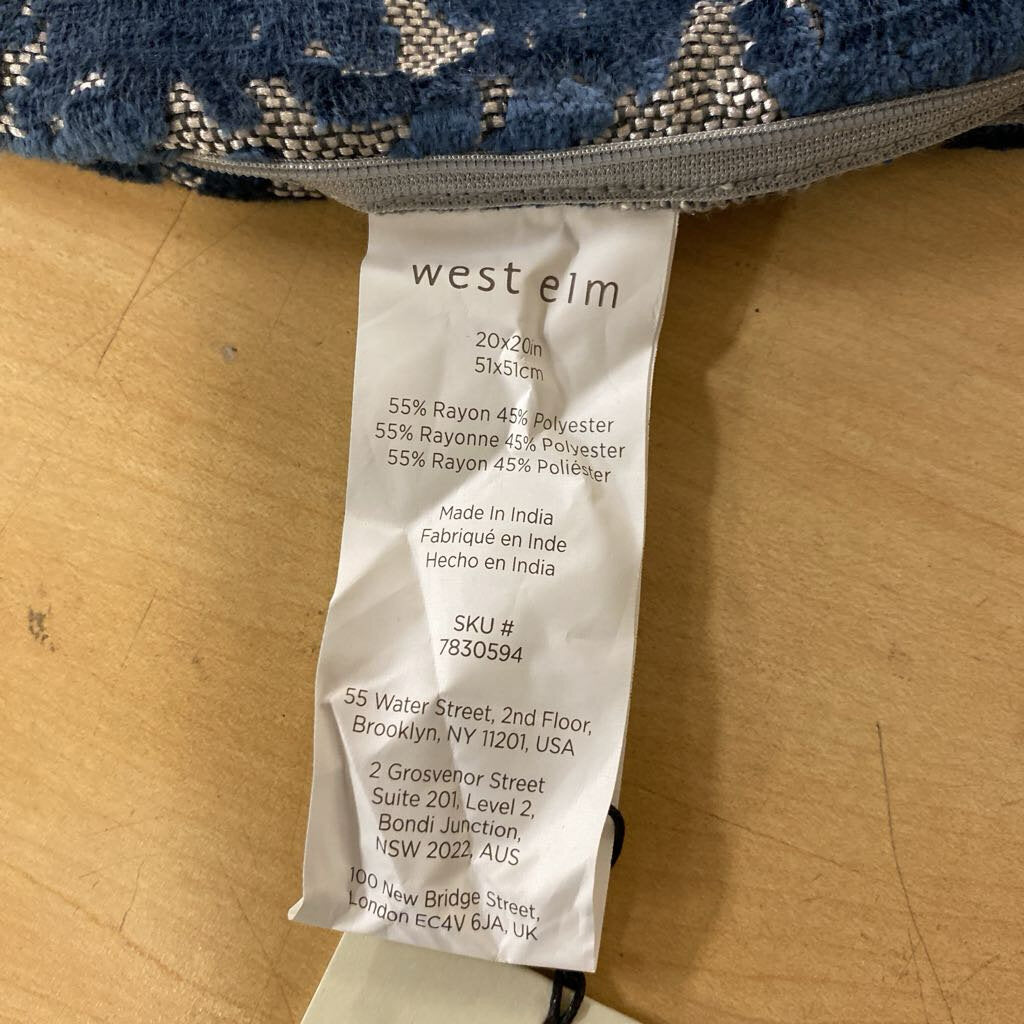 west elm
20x20in
51x51cm
55% Rayon 45% Polyester
55% Rayonne 45% Polyester
55% Rayon 45% Poliéster
Made In India
Fabriqué en Inde
Hecho en India
SKU #
7830594
55 Water Street, 2nd Floor,
Brooklyn, NY 11201, USA
2 Grosvenor Street
Suite 201, Level 2,
Bondi Junction,
NSW 2022, AUS
100 New Bridge Street,
London EC4V 6JA, UK